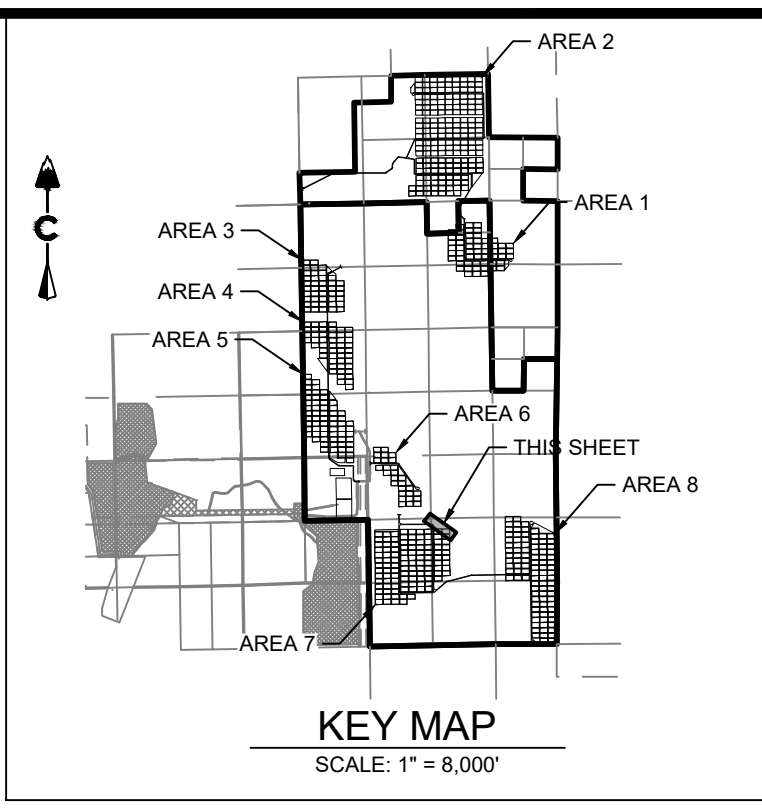 AREA 2
AREA 1
AREA 3
AREA 4
AREA 5
AREA 6
THIS SHEET
AREA 8
AREA 7
C
KEY MAP
SCALE: 1" = 8,000'